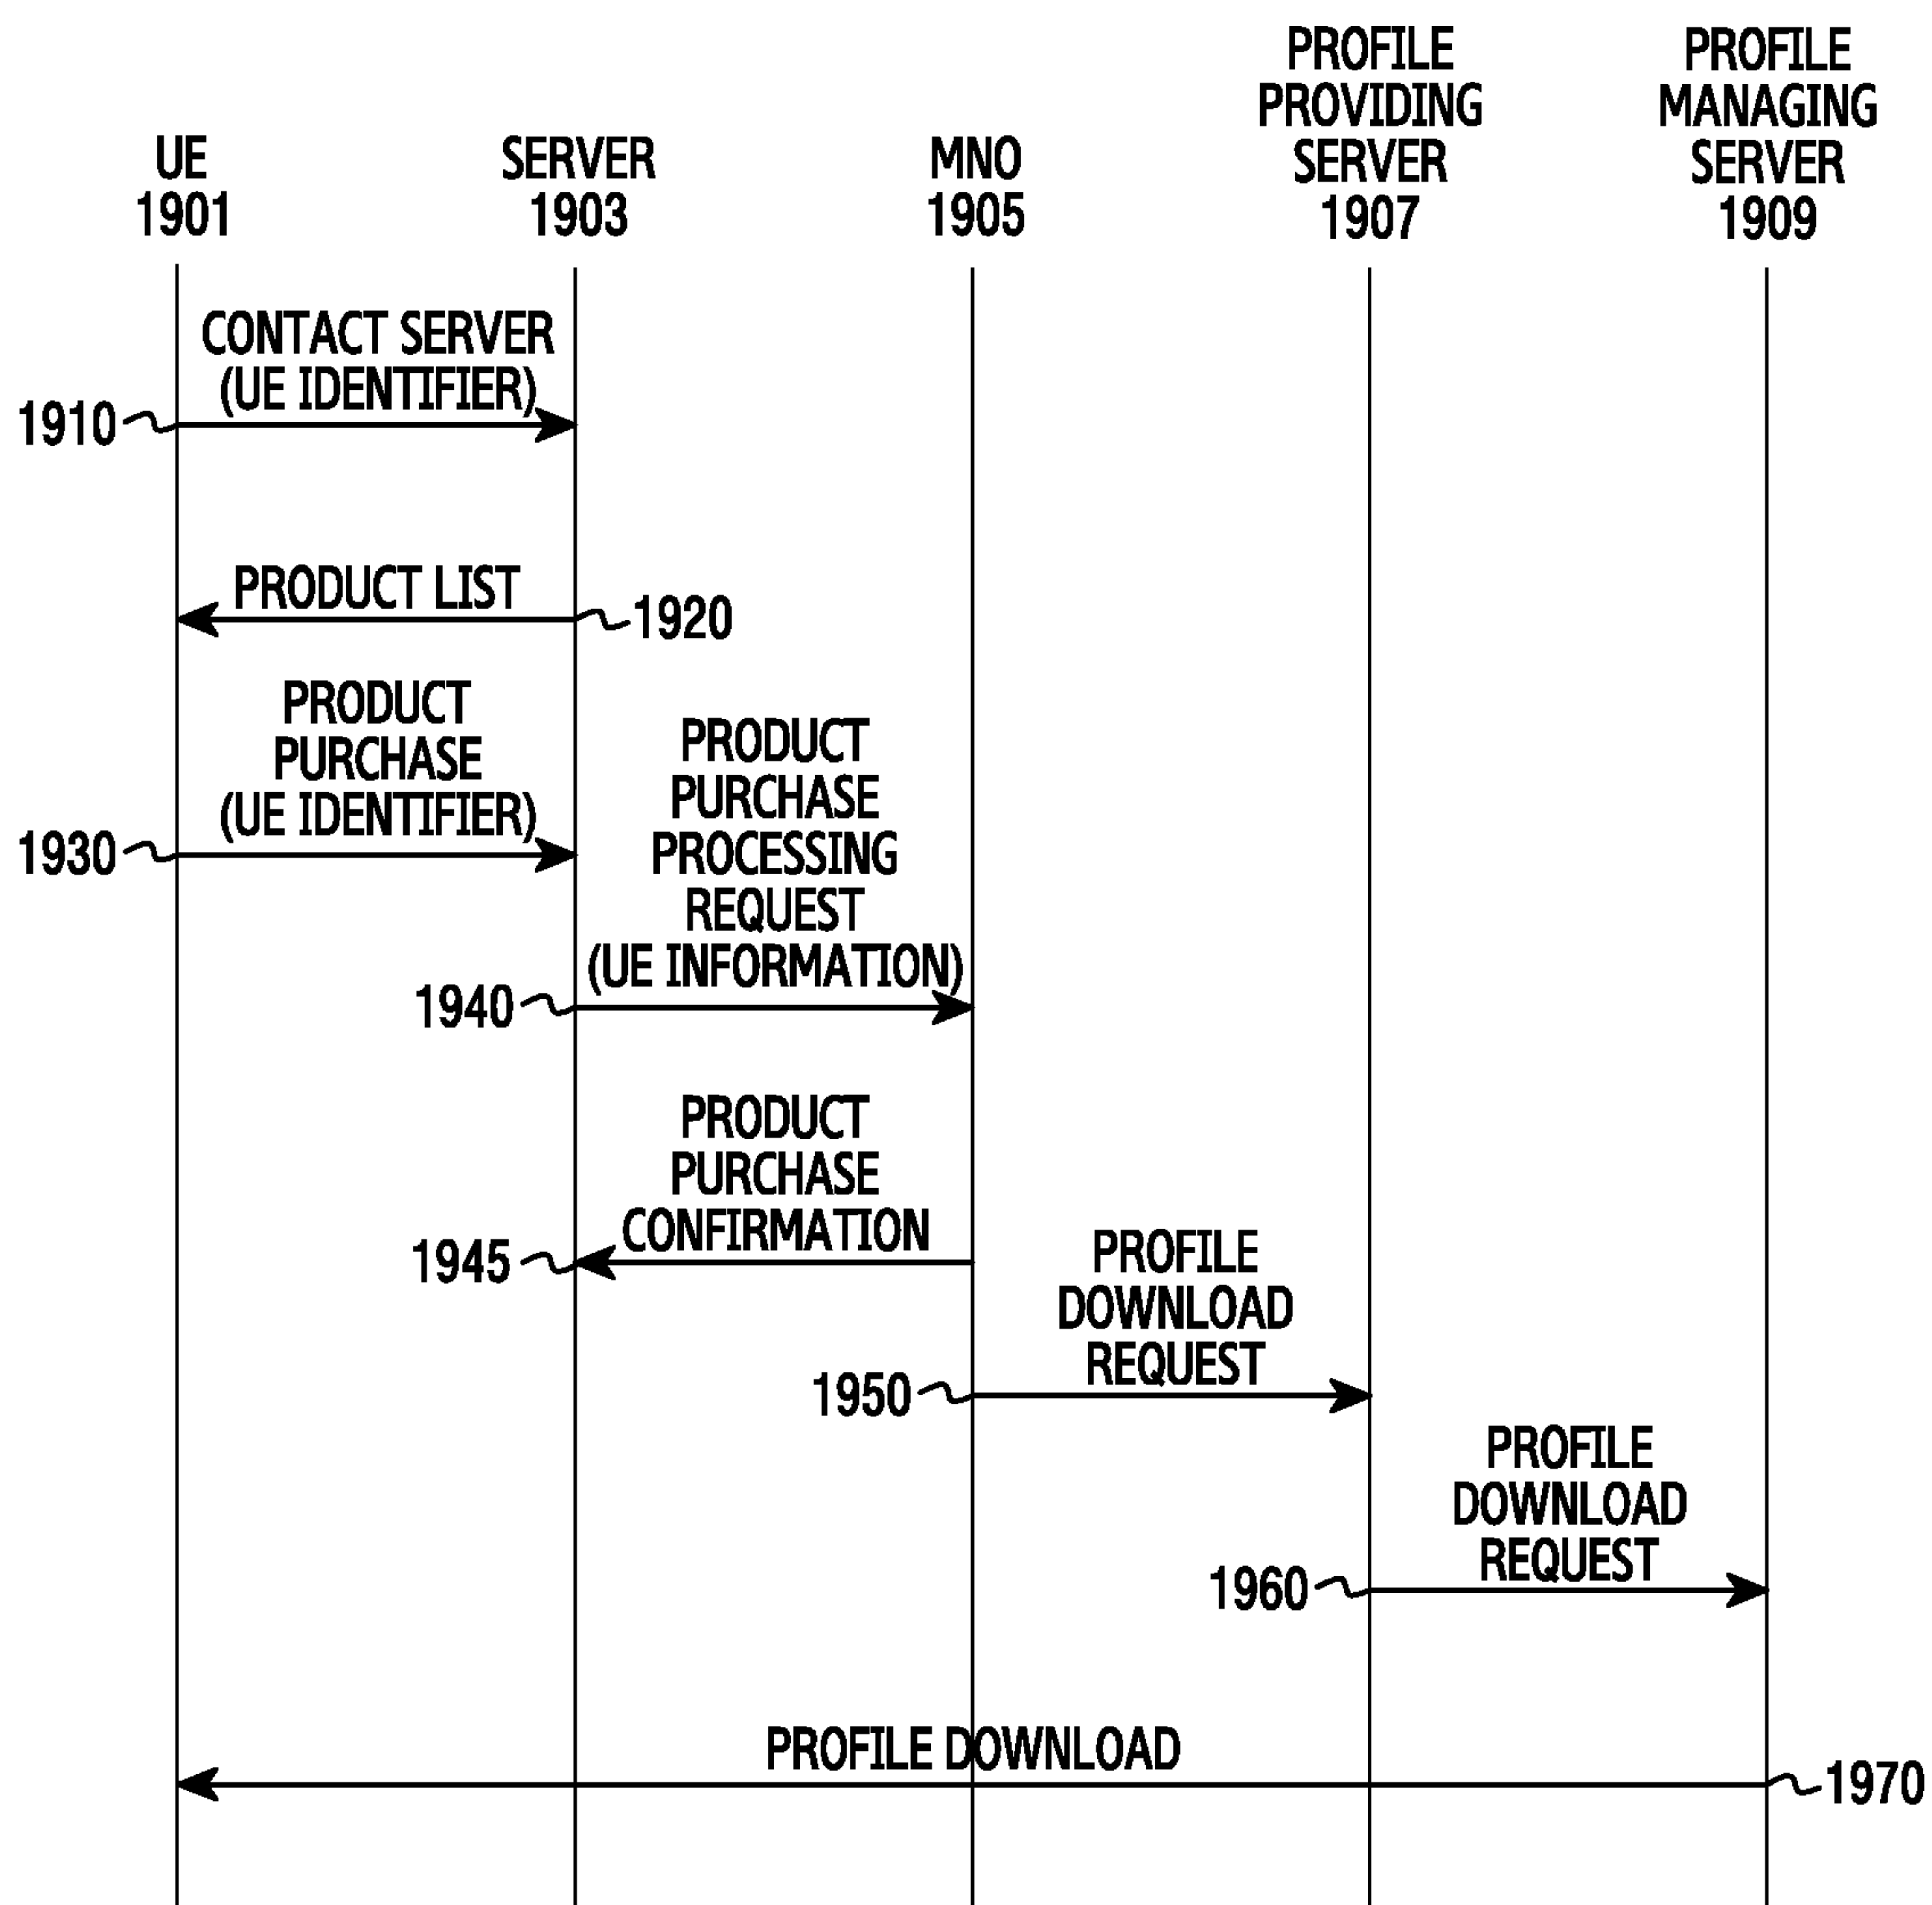 UE
1901
SERVER
1903
MNO
1905
PROFILE
PROVIDING
SERVER
1907
PROFILE
MANAGING
SERVER
1909
CONTACT SERVER
(UE IDENTIFIER)
1910
PRODUCT LIST
1920
PRODUCT
PURCHASE
(UE IDENTIFIER)
1930
PRODUCT
PURCHASE
PROCESSING
REQUEST
(UE INFORMATION)
1940
PRODUCT
PURCHASE
CONFIRMATION
1945
PROFILE
DOWNLOAD
REQUEST
1950
PROFILE
DOWNLOAD
REQUEST
1960
PROFILE DOWNLOAD
1970